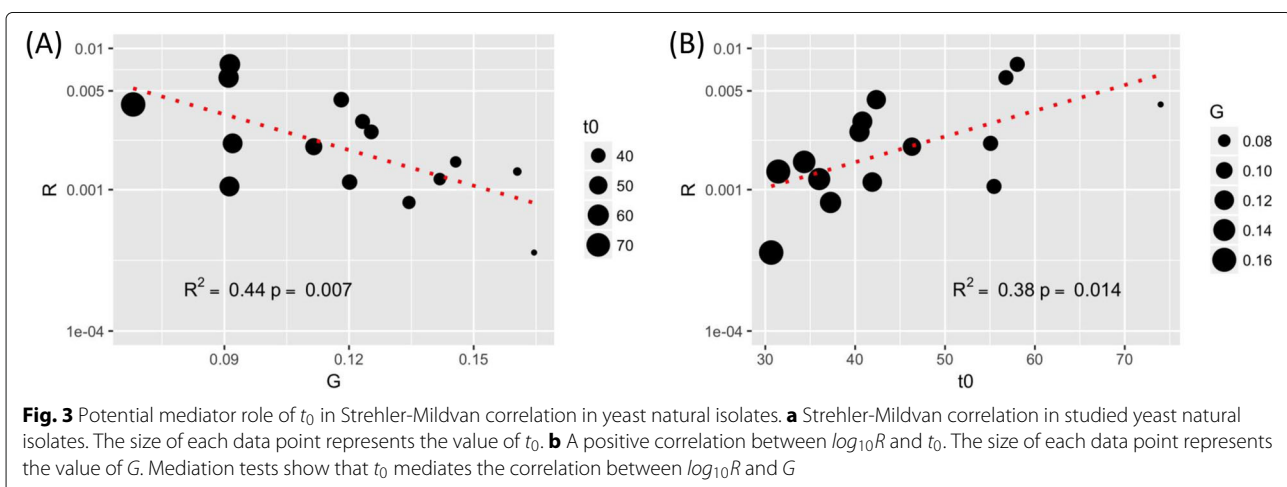 (A)
0.01
0.005
0.001
1e-04
R
R² = 0.44 p = 0.007
0.09
0.12
0.15
G
t0
40
50
60
70
(B)
0.01
0.005
0.001
1e-04
R
R² = 0.38 p = 0.014
30
40
50
60
70
t0
G
0.08
0.10
0.12
0.14
0.16
Fig. 3 Potential mediator role of t₀ in Strehler-Mildvan correlation in yeast natural isolates. a Strehler-Mildvan correlation in studied yeast natural
isolates. The size of each data point represents the value of t₀. b A positive correlation between log₁₀R and t₀. The size of each data point represents
the value of G. Mediation tests show that t₀ mediates the correlation between log₁₀R and G